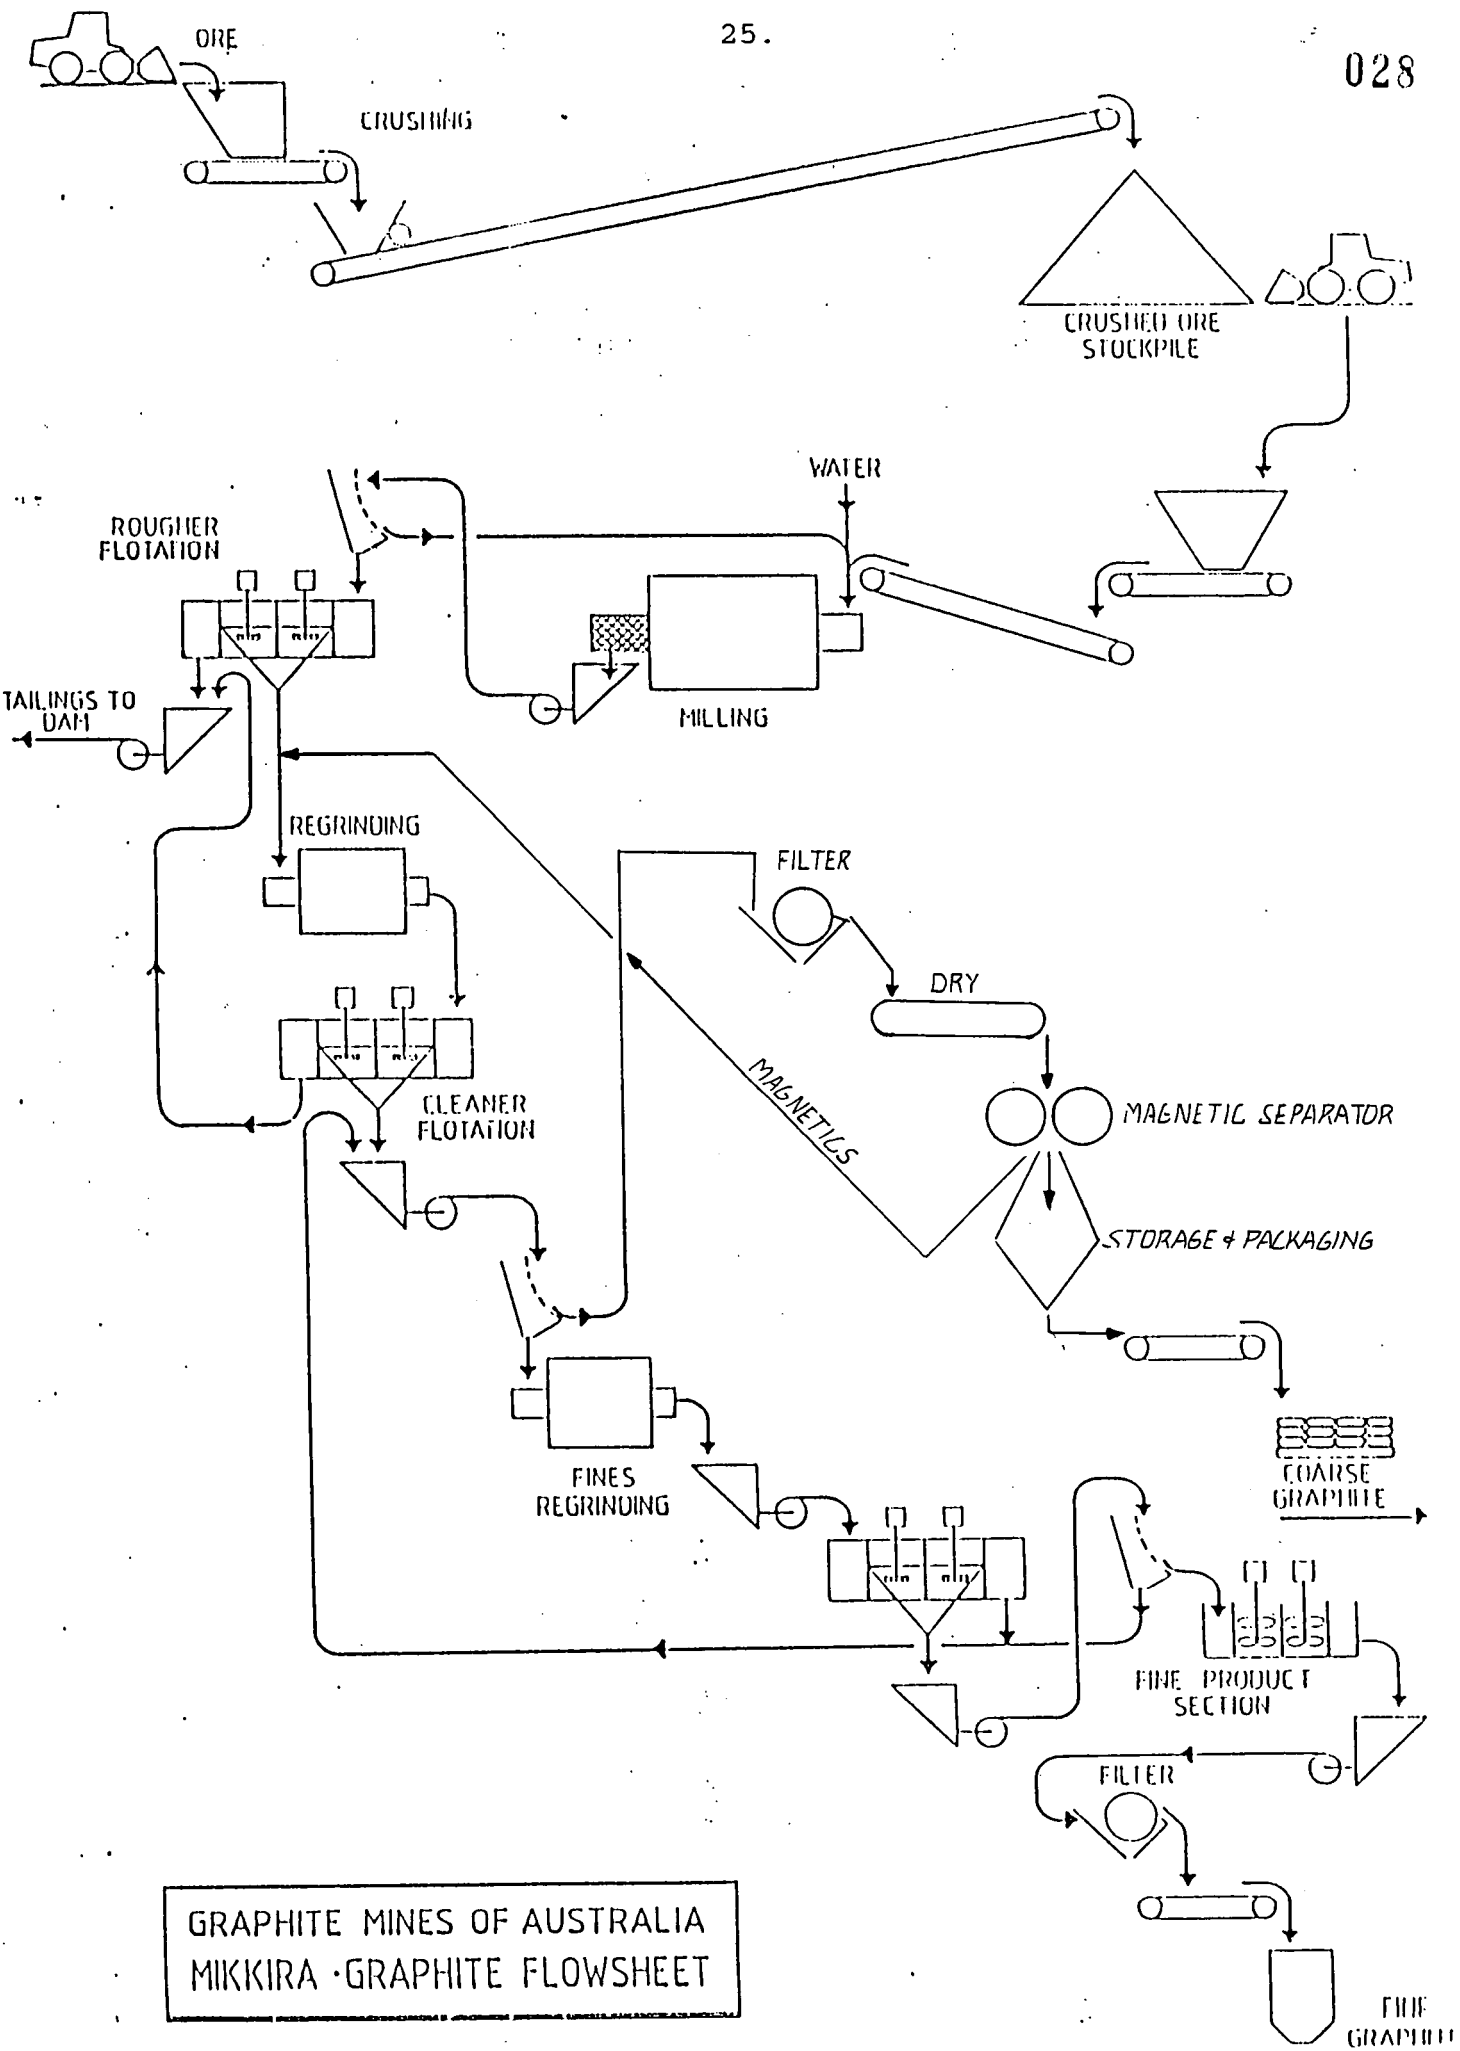 25.
028
ORE
CRUSHING
CRUSHED ORE
STOCKPILE
WATER
ROUGHER
FLOTATION
MILLING
TAILINGS TO
DAM
REGRINDING
FILTER
DRY
MAGNETICS
MAGNETIC SEPARATOR
CLEANER
FLOTATION
STORAGE & PACKAGING
FINES
REGRINDING
COARSE
GRAPHITE
FINE PRODUCT
SECTION
FILTER
GRAPHITE MINES OF AUSTRALIA
MIKKIRA · GRAPHITE FLOWSHEET
FINE
GRAPHITE